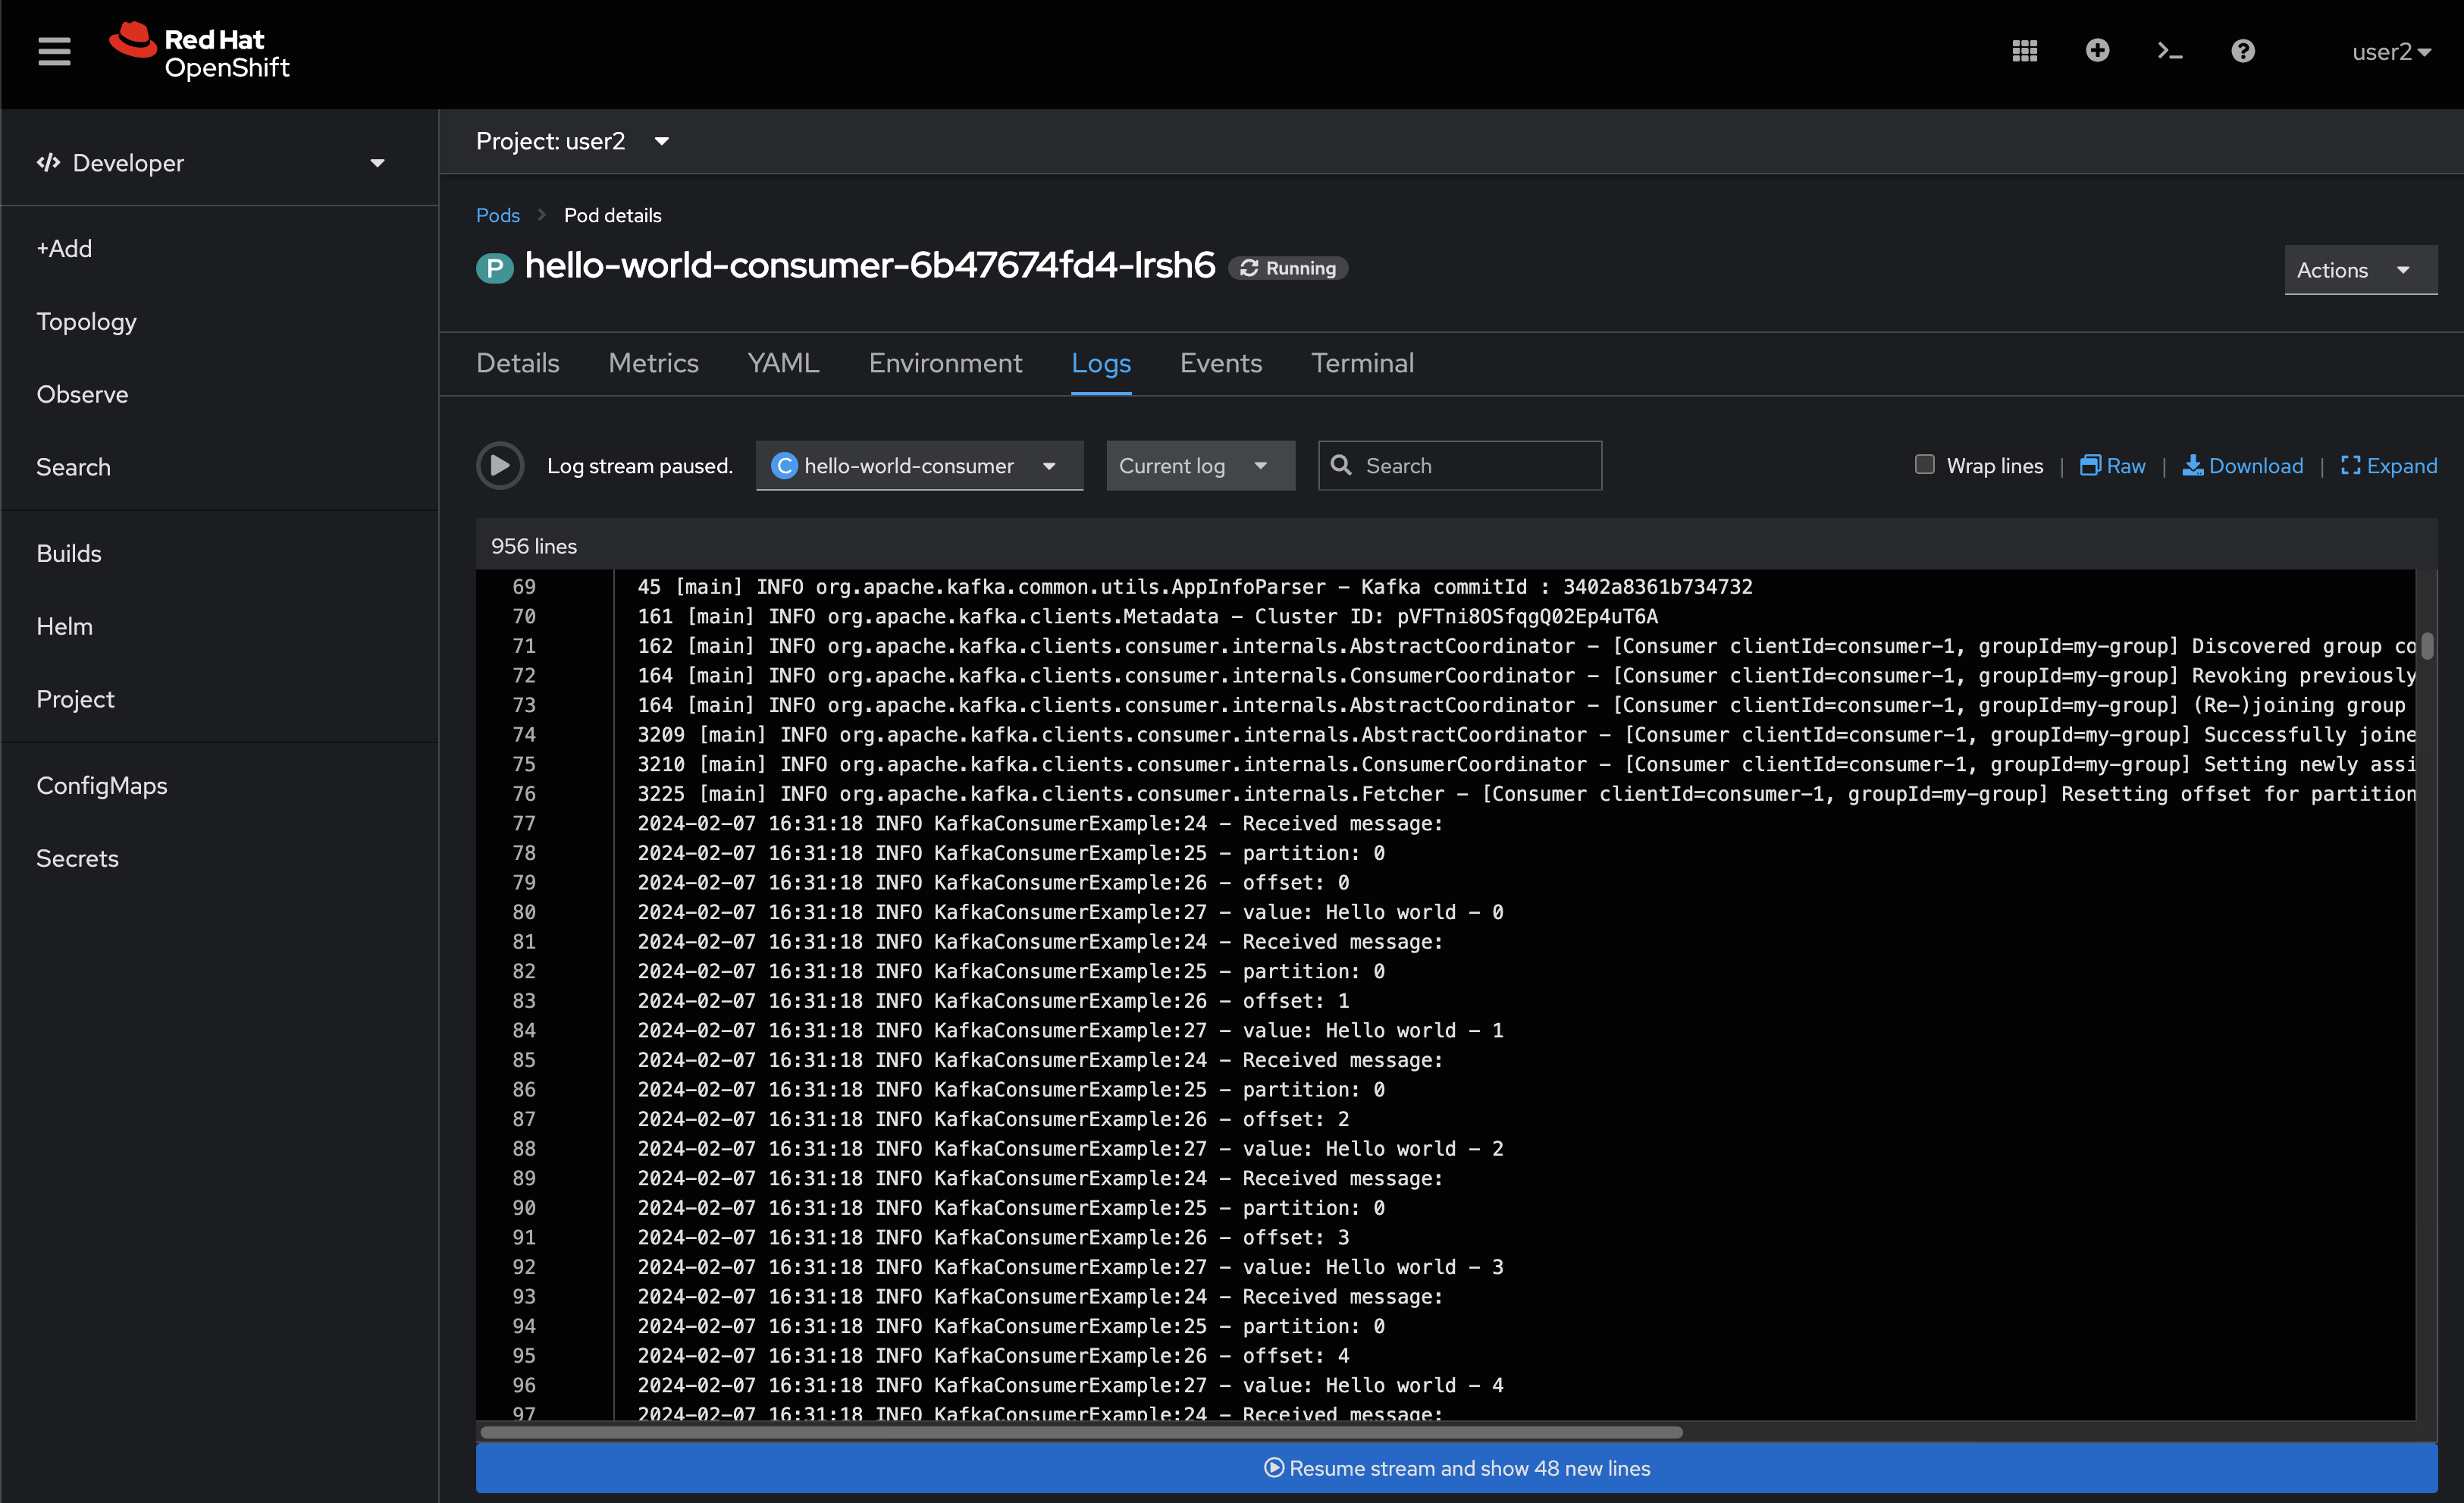 Red Hat
OpenShift
user2
Developer
+Add
Topology
Observe
Search
Builds
Helm
Project
ConfigMaps
Secrets
Project: user2
Pods > Pod details
P hello-world-consumer-6b47674fd4-lrsh6 Running
Actions
Details Metrics YAML Environment Logs Events Terminal
Log stream paused. C hello-world-consumer Current log Search Wrap lines | Raw | Download | Expand
956 lines
69 45 [main] INFO org.apache.kafka.common.utils.AppInfoParser - Kafka commitId : 3402a8361b734732
70 161 [main] INFO org.apache.kafka.clients.Metadata - Cluster ID: pVFTni8OSfqgQ02Ep4uT6A
71 162 [main] INFO org.apache.kafka.clients.consumer.internals.AbstractCoordinator - [Consumer clientId=consumer-1, groupId=my-group] Discovered group co
72 164 [main] INFO org.apache.kafka.clients.consumer.internals.ConsumerCoordinator - [Consumer clientId=consumer-1, groupId=my-group] Revoking previously
73 164 [main] INFO org.apache.kafka.clients.consumer.internals.AbstractCoordinator - [Consumer clientId=consumer-1, groupId=my-group] (Re-)joining group
74 3209 [main] INFO org.apache.kafka.clients.consumer.internals.AbstractCoordinator - [Consumer clientId=consumer-1, groupId=my-group] Successfully joine
75 3210 [main] INFO org.apache.kafka.clients.consumer.internals.ConsumerCoordinator - [Consumer clientId=consumer-1, groupId=my-group] Setting newly assi
76 3225 [main] INFO org.apache.kafka.clients.consumer.internals.Fetcher - [Consumer clientId=consumer-1, groupId=my-group] Resetting offset for partition
77 2024-02-07 16:31:18 INFO KafkaConsumerExample:24 - Received message:
78 2024-02-07 16:31:18 INFO KafkaConsumerExample:25 - partition: 0
79 2024-02-07 16:31:18 INFO KafkaConsumerExample:26 - offset: 0
80 2024-02-07 16:31:18 INFO KafkaConsumerExample:27 - value: Hello world - 0
81 2024-02-07 16:31:18 INFO KafkaConsumerExample:24 - Received message:
82 2024-02-07 16:31:18 INFO KafkaConsumerExample:25 - partition: 0
83 2024-02-07 16:31:18 INFO KafkaConsumerExample:26 - offset: 1
84 2024-02-07 16:31:18 INFO KafkaConsumerExample:27 - value: Hello world - 1
85 2024-02-07 16:31:18 INFO KafkaConsumerExample:24 - Received message:
86 2024-02-07 16:31:18 INFO KafkaConsumerExample:25 - partition: 0
87 2024-02-07 16:31:18 INFO KafkaConsumerExample:26 - offset: 2
88 2024-02-07 16:31:18 INFO KafkaConsumerExample:27 - value: Hello world - 2
89 2024-02-07 16:31:18 INFO KafkaConsumerExample:24 - Received message:
90 2024-02-07 16:31:18 INFO KafkaConsumerExample:25 - partition: 0
91 2024-02-07 16:31:18 INFO KafkaConsumerExample:26 - offset: 3
92 2024-02-07 16:31:18 INFO KafkaConsumerExample:27 - value: Hello world - 3
93 2024-02-07 16:31:18 INFO KafkaConsumerExample:24 - Received message:
94 2024-02-07 16:31:18 INFO KafkaConsumerExample:25 - partition: 0
95 2024-02-07 16:31:18 INFO KafkaConsumerExample:26 - offset: 4
96 2024-02-07 16:31:18 INFO KafkaConsumerExample:27 - value: Hello world - 4
97 2024-02-07 16:31:18 INFO KafkaConsumerExample:24 - Received message:
Resume stream and show 48 new lines